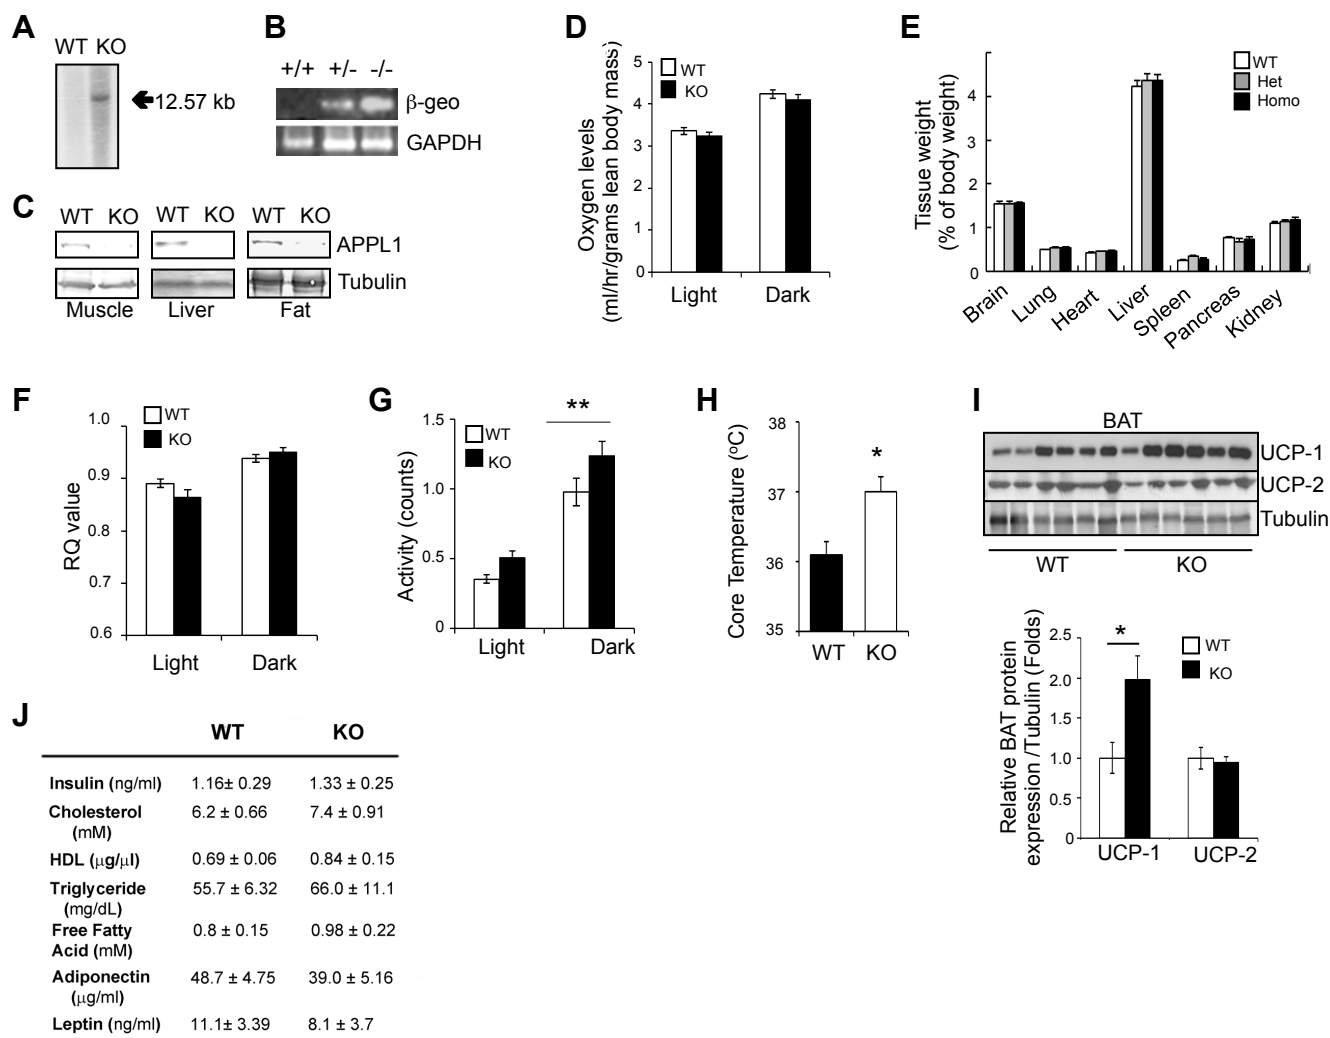 A
WT KO
12.57 kb
B
+/+ +/- -/-
β-geo
GAPDH
C
WT KO WT KO WT KO
APPL1
Tubulin
Muscle Liver Fat
D
Oxygen levels
(ml/hr/grams lean body mass)
5
4
3
2
1
0
WT
KO
Light Dark
E
Tissue weight
(% of body weight)
4
3
2
1
0
WT
Het
Homo
Brain Lung Heart Liver Spleen Pancreas Kidney
F
RQ value
1.0
0.9
0.8
0.7
0.6
WT
KO
Light Dark
G
Activity (counts)
1.5
1.0
0.5
0
WT
KO
**
Light Dark
H
Core Temperature (ºC)
38
37
36
35
*
WT KO
I
BAT
UCP-1
UCP-2
Tubulin
WT KO
Relative BAT protein
expression /Tubulin (Folds)
2.5
2.0
1.5
1.0
0.5
0
*
WT
KO
UCP-1 UCP-2
J
WT KO
Insulin (ng/ml) 1.16± 0.29 1.33 ± 0.25
Cholesterol 6.2 ± 0.66 7.4 ± 0.91
(mM)
HDL (µg/µl) 0.69 ± 0.06 0.84 ± 0.15
Triglyceride 55.7 ± 6.32 66.0 ± 11.1
(mg/dL)
Free Fatty 0.8 ± 0.15 0.98 ± 0.22
Acid (mM)
Adiponectin 48.7 ± 4.75 39.0 ± 5.16
(µg/ml)
Leptin (ng/ml) 11.1± 3.39 8.1 ± 3.7